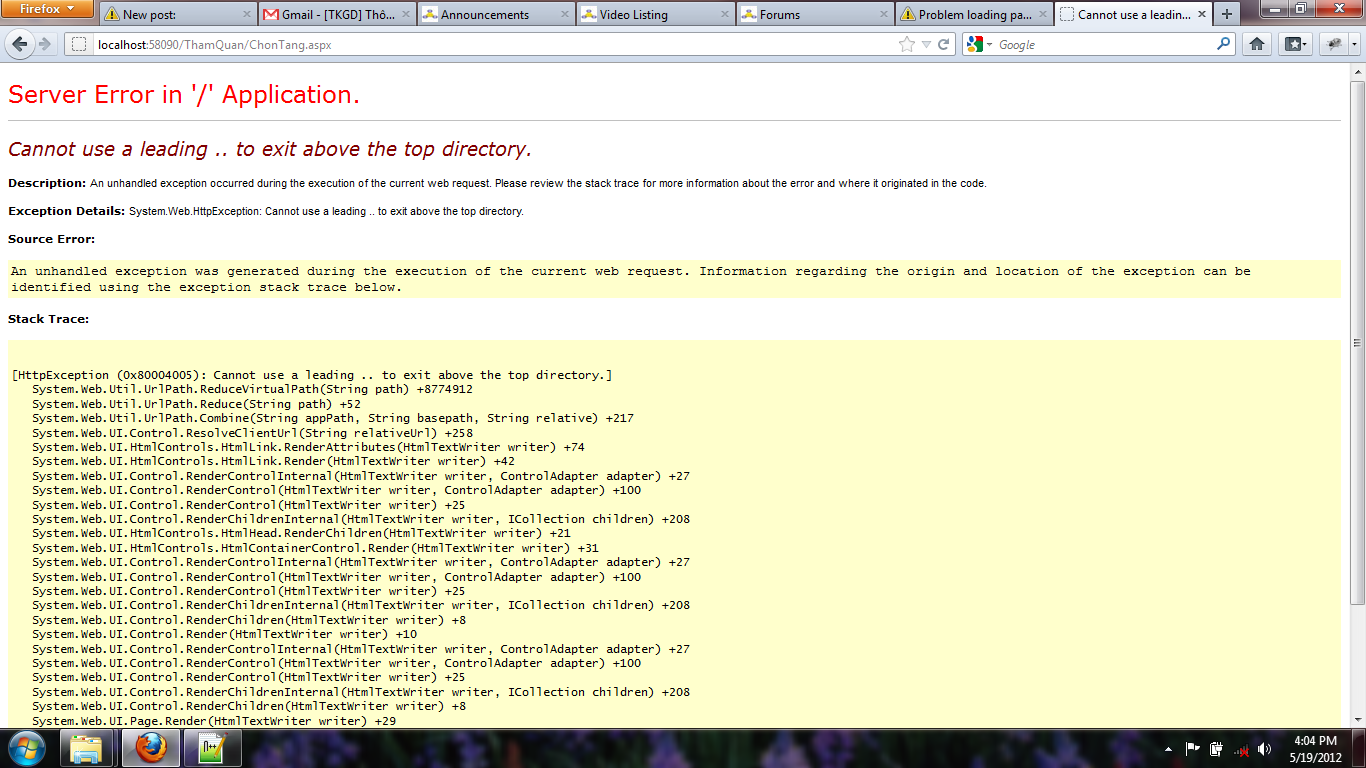 Firefox
New post:
Gmail - [TKGD] Thô...
Announcements
Video Listing
Forums
Problem loading pa...
Cannot use a leadin...
localhost:58090/ThamQuan/ChonTang.aspx
Google
Server Error in '/' Application.
Cannot use a leading .. to exit above the top directory.
Description: An unhandled exception occurred during the execution of the current web request. Please review the stack trace for more information about the error and where it originated in the code.
Exception Details: System.Web.HttpException: Cannot use a leading .. to exit above the top directory.
Source Error:
An unhandled exception was generated during the execution of the current web request. Information regarding the origin and location of the exception can be
identified using the exception stack trace below.
Stack Trace:
[HttpException (0x80004005): Cannot use a leading .. to exit above the top directory.]
System.Web.Util.UrlPath.ReduceVirtualPath(String path) +8774912
System.Web.Util.UrlPath.Reduce(String path) +52
System.Web.Util.UrlPath.Combine(String appPath, String basepath, String relative) +217
System.Web.UI.Control.ResolveClientUrl(String relativeUrl) +258
System.Web.UI.HtmlControls.HtmlLink.RenderAttributes(HtmlTextWriter writer) +74
System.Web.UI.HtmlControls.HtmlLink.Render(HtmlTextWriter writer) +42
System.Web.UI.Control.RenderControlInternal(HtmlTextWriter writer, ControlAdapter adapter) +27
System.Web.UI.Control.RenderControl(HtmlTextWriter writer, ControlAdapter adapter) +100
System.Web.UI.Control.RenderControl(HtmlTextWriter writer) +25
System.Web.UI.Control.RenderChildrenInternal(HtmlTextWriter writer, ICollection children) +208
System.Web.UI.HtmlControls.HtmlHead.RenderChildren(HtmlTextWriter writer) +21
System.Web.UI.HtmlControls.HtmlContainerControl.Render(HtmlTextWriter writer) +31
System.Web.UI.Control.RenderControlInternal(HtmlTextWriter writer, ControlAdapter adapter) +27
System.Web.UI.Control.RenderControl(HtmlTextWriter writer, ControlAdapter adapter) +100
System.Web.UI.Control.RenderControl(HtmlTextWriter writer) +25
System.Web.UI.Control.RenderChildrenInternal(HtmlTextWriter writer, ICollection children) +208
System.Web.UI.Control.RenderChildren(HtmlTextWriter writer) +8
System.Web.UI.Control.Render(HtmlTextWriter writer) +10
System.Web.UI.Control.RenderControlInternal(HtmlTextWriter writer, ControlAdapter adapter) +27
System.Web.UI.Control.RenderControl(HtmlTextWriter writer, ControlAdapter adapter) +100
System.Web.UI.Control.RenderControl(HtmlTextWriter writer) +25
System.Web.UI.Control.RenderChildrenInternal(HtmlTextWriter writer, ICollection children) +208
System.Web.UI.Control.RenderChildren(HtmlTextWriter writer) +8
System.Web.UI.Page.Render(HtmlTextWriter writer) +29
4:04 PM
5/19/2012